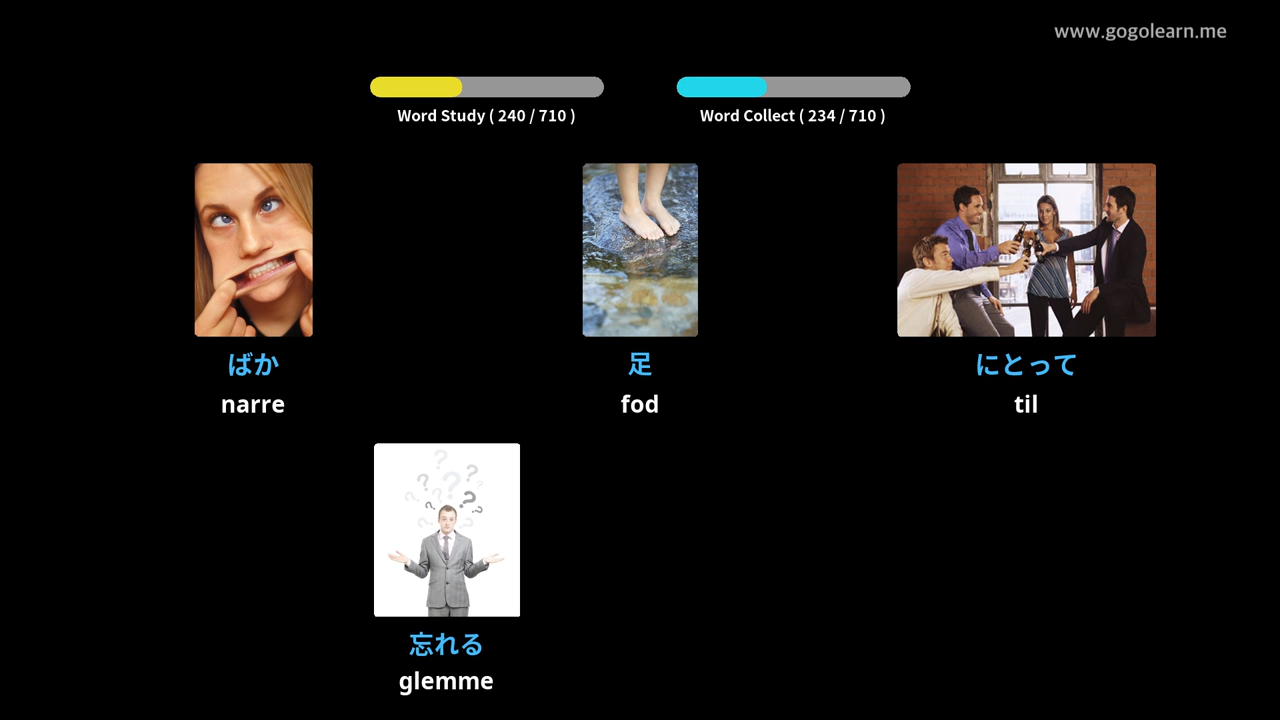 www.gogolearn.me
Word Study ( 240 / 710 )
Word Collect ( 234 / 710 )
ばか
narre
足
fod
にとって
til
忘れる
glemme